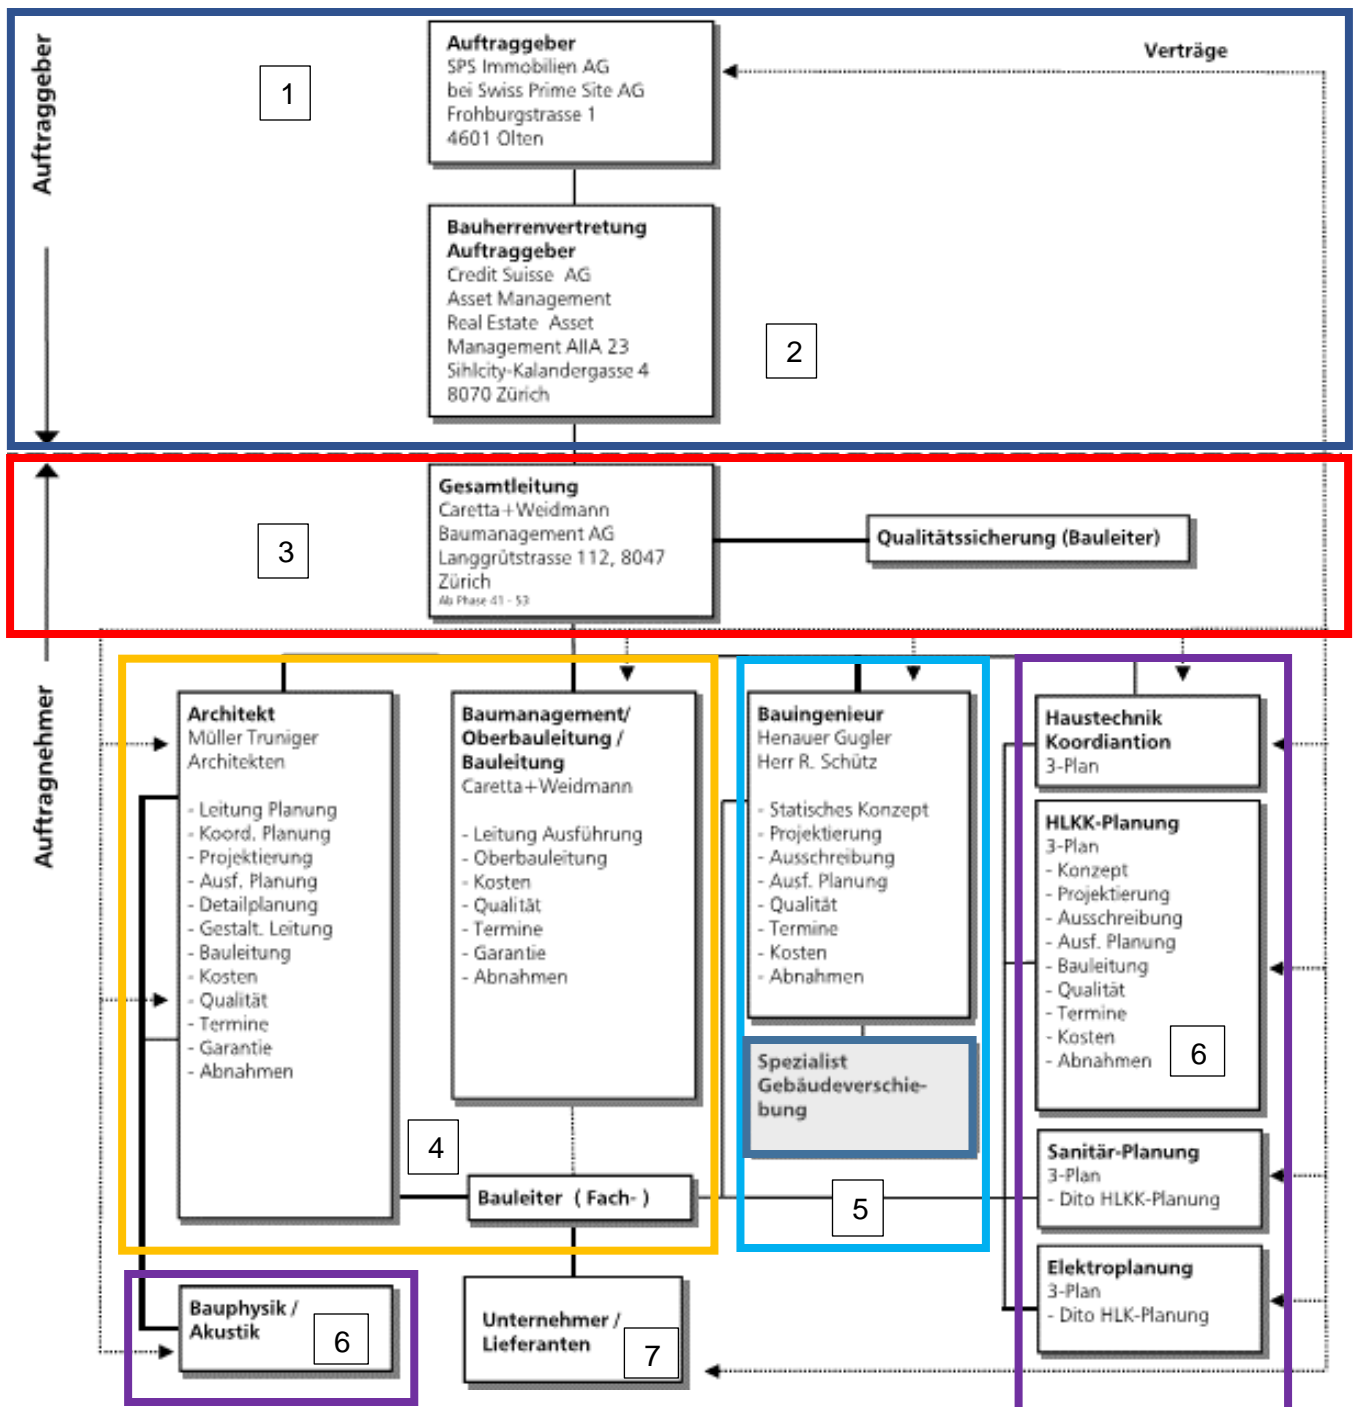 Auftraggeber
1
Auftraggeber
SPS Immobilien AG
bei Swiss Prime Site AG
Frohburgstrasse 1
4601 Olten
Verträge
Bauherrenvertretung
Auftraggeber
Credit Suisse AG
Asset Management
Real Estate Asset
Management AIIA 23
Sihlcity-Kalandergasse 4
8070 Zürich
2
Gesamtleitung
Caretta+Weidmann
Baumanagement AG
Langgrütstrasse 112, 8047
Zürich
Ab Phase 41 - 53
3
Qualitätssicherung (Bauleiter)
Auftragnehmer
Architekt
Müller Truniger
Architekten
- Leitung Planung
- Koord. Planung
- Projektierung
- Ausf. Planung
- Detailplanung
- Gestalt. Leitung
- Bauleitung
- Kosten
- Qualität
- Termine
- Garantie
- Abnahmen
Baumanagement/
Oberbauleitung /
Bauleitung
Caretta+Weidmann
- Leitung Ausführung
- Oberbauleitung
- Kosten
- Qualität
- Termine
- Garantie
- Abnahmen
4
Bauleiter ( Fach- )
Bauingenieur
Henauer Gugler
Herr R. Schütz
- Statisches Konzept
- Projektierung
- Ausschreibung
- Ausf. Planung
- Qualität
- Termine
- Kosten
- Abnahmen
Spezialist
Gebäudeverschie-
bung
5
Haustechnik
Koordiantion
3-Plan
HLKK-Planung
3-Plan
- Konzept
- Projektierung
- Ausschreibung
- Ausf. Planung
- Bauleitung
- Qualität
- Termine
- Kosten
- Abnahmen
6
Sanitär-Planung
3-Plan
- Dito HLKK-Planung
Elektroplanung
3-Plan
- Dito HLK-Planung
Bauphysik /
Akustik
6
Unternehmer /
Lieferanten
7